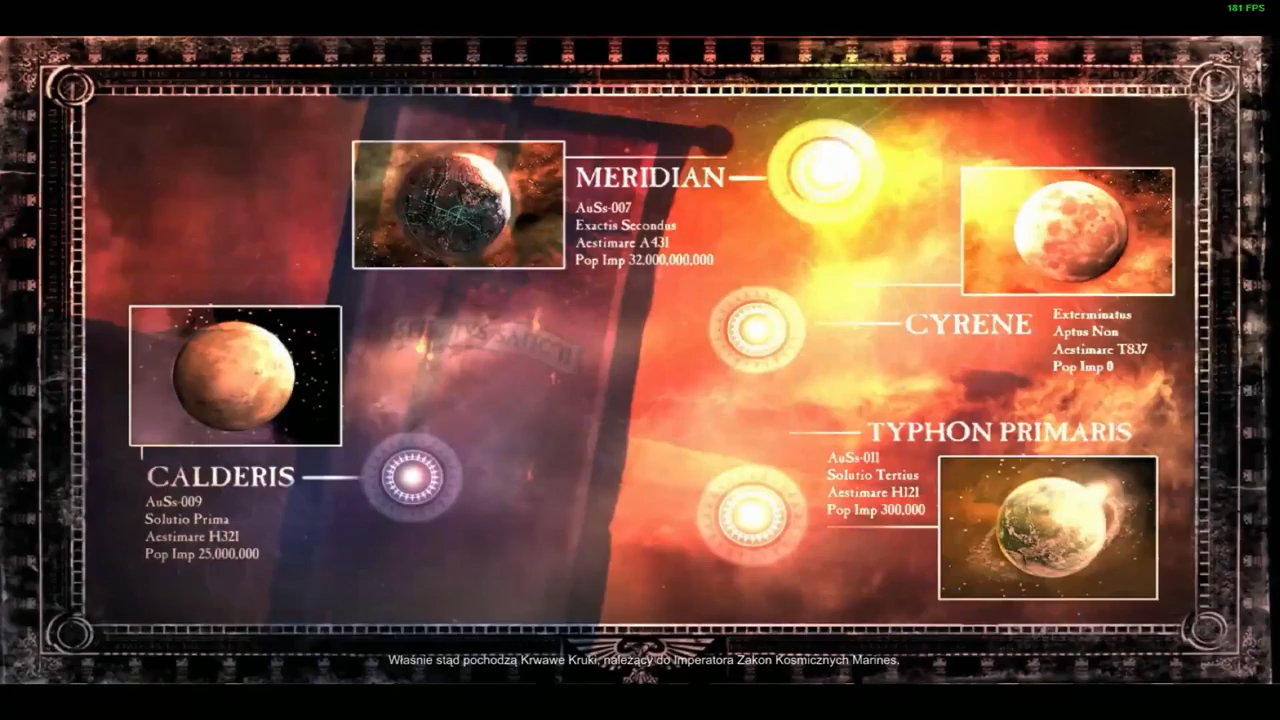 181 FPS
MERIDIAN
AuSs-007
Exactis Secondus
Aestimare A431
Pop Imp 32,000,000,000
CYRENE
Exterminatus
Aptus Non
Aestimare T837
Pop Imp 0
TYPHON PRIMARIS
AuSs-011
Solutio Tertius
Aestimare H121
Pop Imp 300,000
CALDERIS
AuSs-009
Solutio Prima
Aestimare H321
Pop Imp 25,000,000
Właśnie stąd pochodzą Krwawe Kruki, należący do Imperatora Zakon Kosmicznych Marines.